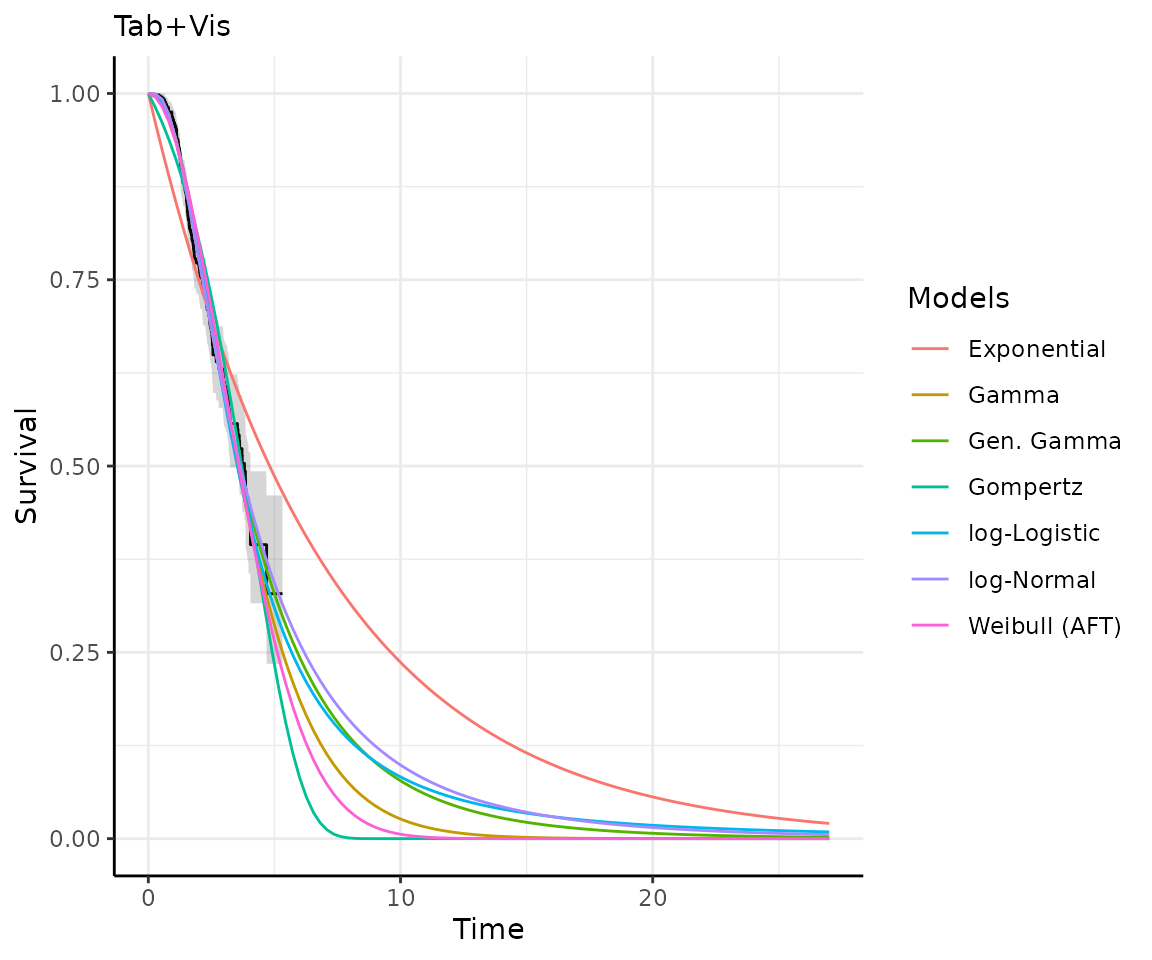 Tab+Vis
1.00
0.75
0.50
0.25
0.00
Survival
0
10
20
Time
Models
Exponential
Gamma
Gen. Gamma
Gompertz
log-Logistic
log-Normal
Weibull (AFT)